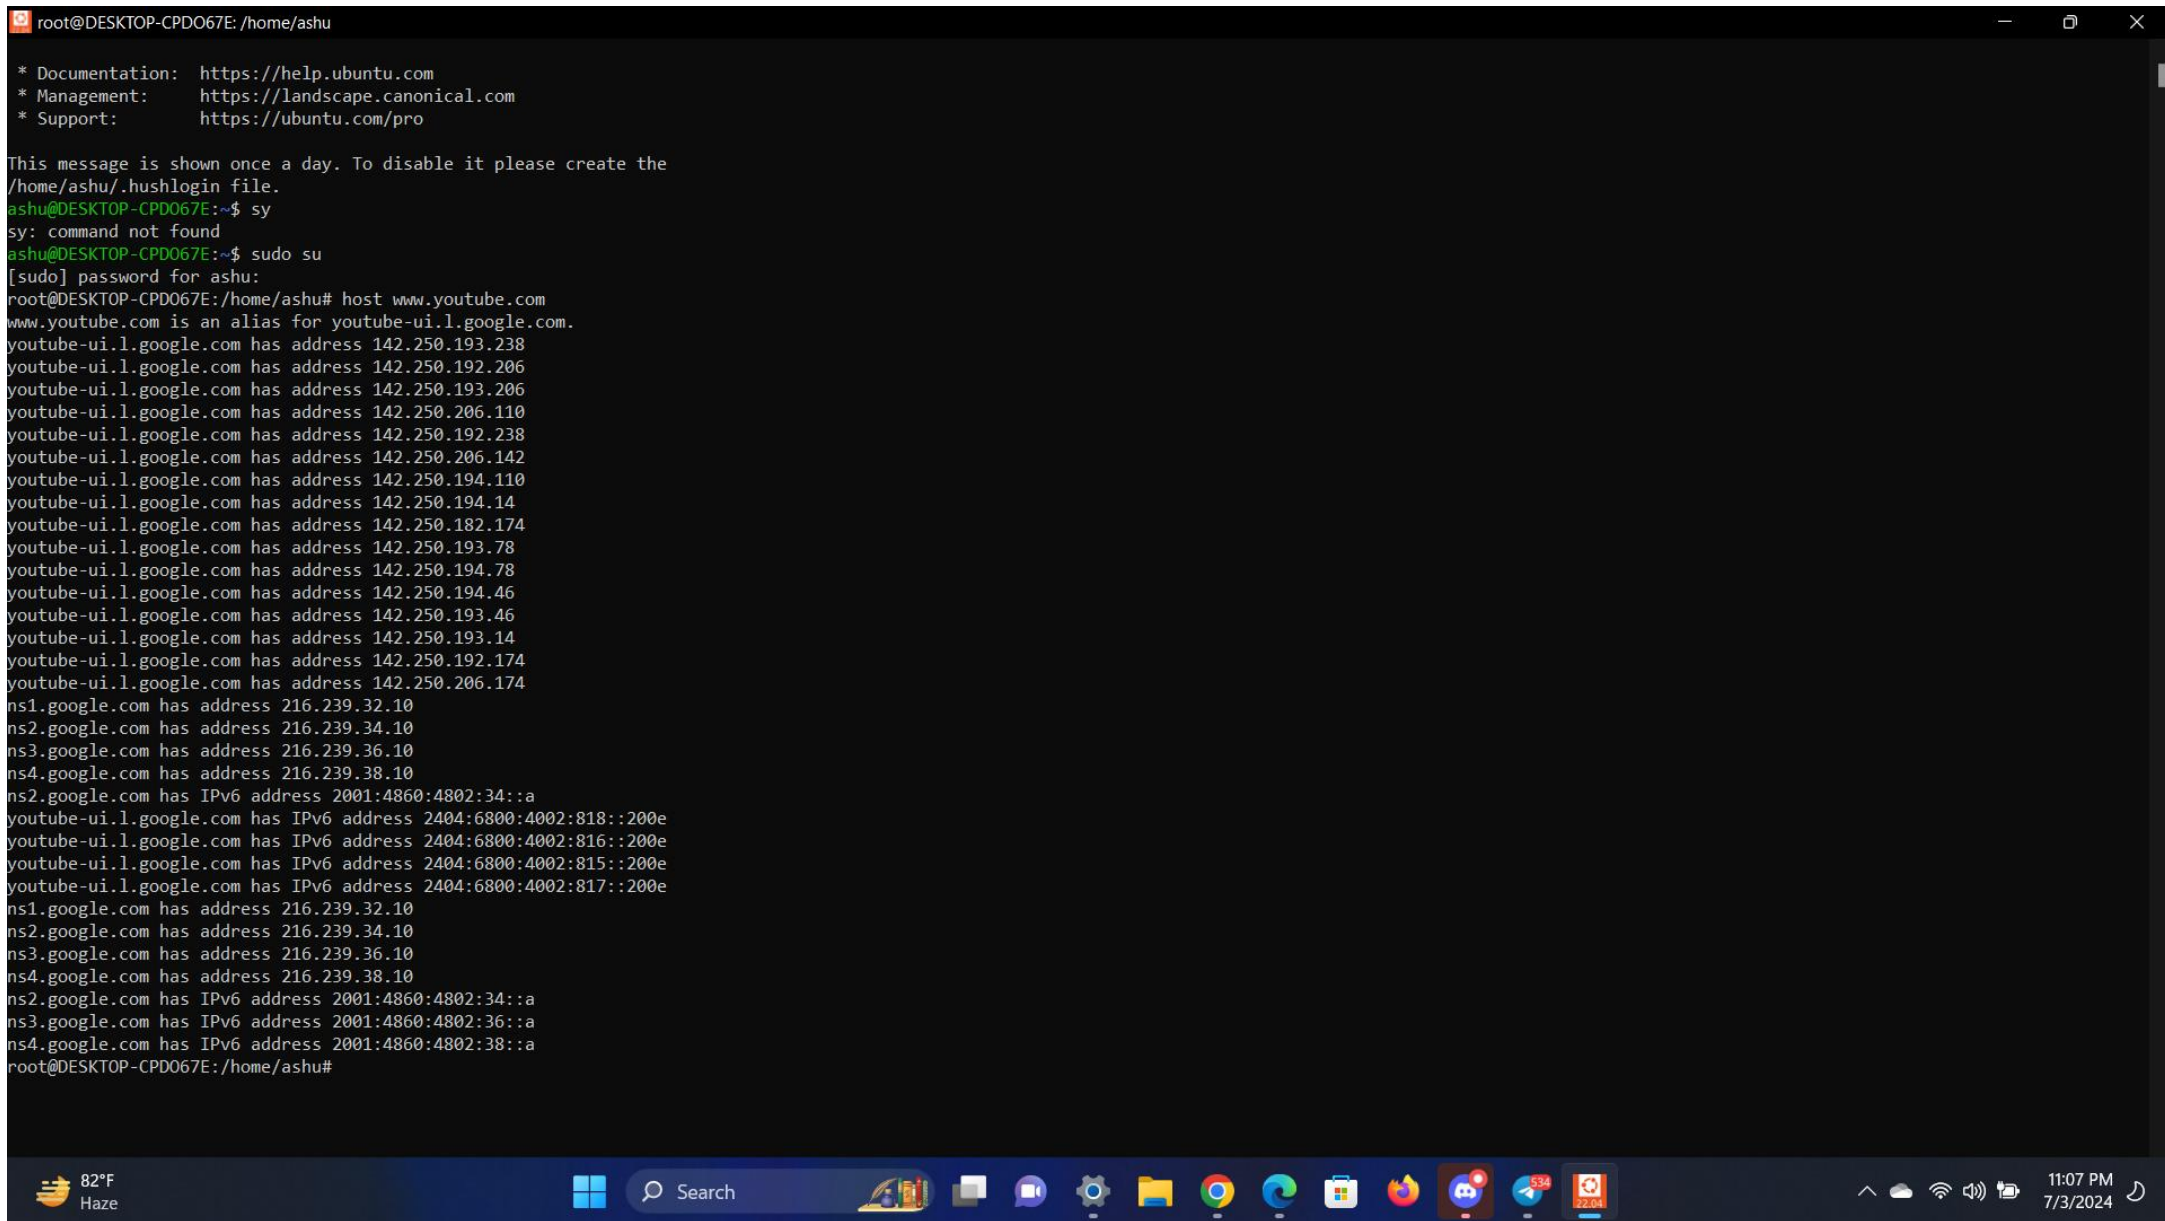 root@DESKTOP-CPDO67E: /home/ashu
* Documentation:  https://help.ubuntu.com
* Management:     https://landscape.canonical.com
* Support:        https://ubuntu.com/pro
This message is shown once a day. To disable it please create the
/home/ashu/.hushlogin file.
ashu@DESKTOP-CPDO67E:~$ sy
sy: command not found
ashu@DESKTOP-CPDO67E:~$ sudo su
[sudo] password for ashu:
root@DESKTOP-CPDO67E:/home/ashu# host www.youtube.com
www.youtube.com is an alias for youtube-ui.l.google.com.
youtube-ui.l.google.com has address 142.250.193.238
youtube-ui.l.google.com has address 142.250.192.206
youtube-ui.l.google.com has address 142.250.193.206
youtube-ui.l.google.com has address 142.250.206.110
youtube-ui.l.google.com has address 142.250.192.238
youtube-ui.l.google.com has address 142.250.206.142
youtube-ui.l.google.com has address 142.250.194.110
youtube-ui.l.google.com has address 142.250.194.14
youtube-ui.l.google.com has address 142.250.182.174
youtube-ui.l.google.com has address 142.250.193.78
youtube-ui.l.google.com has address 142.250.194.78
youtube-ui.l.google.com has address 142.250.194.46
youtube-ui.l.google.com has address 142.250.193.46
youtube-ui.l.google.com has address 142.250.193.14
youtube-ui.l.google.com has address 142.250.192.174
youtube-ui.l.google.com has address 142.250.206.174
ns1.google.com has address 216.239.32.10
ns2.google.com has address 216.239.34.10
ns3.google.com has address 216.239.36.10
ns4.google.com has address 216.239.38.10
ns2.google.com has IPv6 address 2001:4860:4802:34::a
youtube-ui.l.google.com has IPv6 address 2404:6800:4002:818::200e
youtube-ui.l.google.com has IPv6 address 2404:6800:4002:816::200e
youtube-ui.l.google.com has IPv6 address 2404:6800:4002:815::200e
youtube-ui.l.google.com has IPv6 address 2404:6800:4002:817::200e
ns1.google.com has address 216.239.32.10
ns2.google.com has address 216.239.34.10
ns3.google.com has address 216.239.36.10
ns4.google.com has address 216.239.38.10
ns2.google.com has IPv6 address 2001:4860:4802:34::a
ns3.google.com has IPv6 address 2001:4860:4802:36::a
ns4.google.com has IPv6 address 2001:4860:4802:38::a
root@DESKTOP-CPDO67E:/home/ashu#
82°F
Haze
Search
534
22.04
11:07 PM
7/3/2024